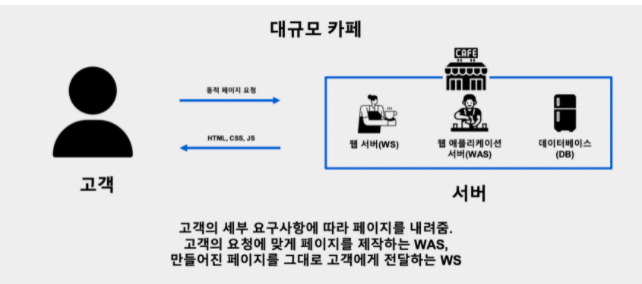 대규모 카페
CAFE
동적 페이지 요청
HTML, CSS, JS
웹 서버(WS)
웹 애플리케이션
서버(WAS)
데이터베이스
(DB)
고객
서버
고객의 세부 요구사항에 따라 페이지를 내려줌.
고객의 요청에 맞게 페이지를 제작하는 WAS,
만들어진 페이지를 그대로 고객에게 전달하는 WS